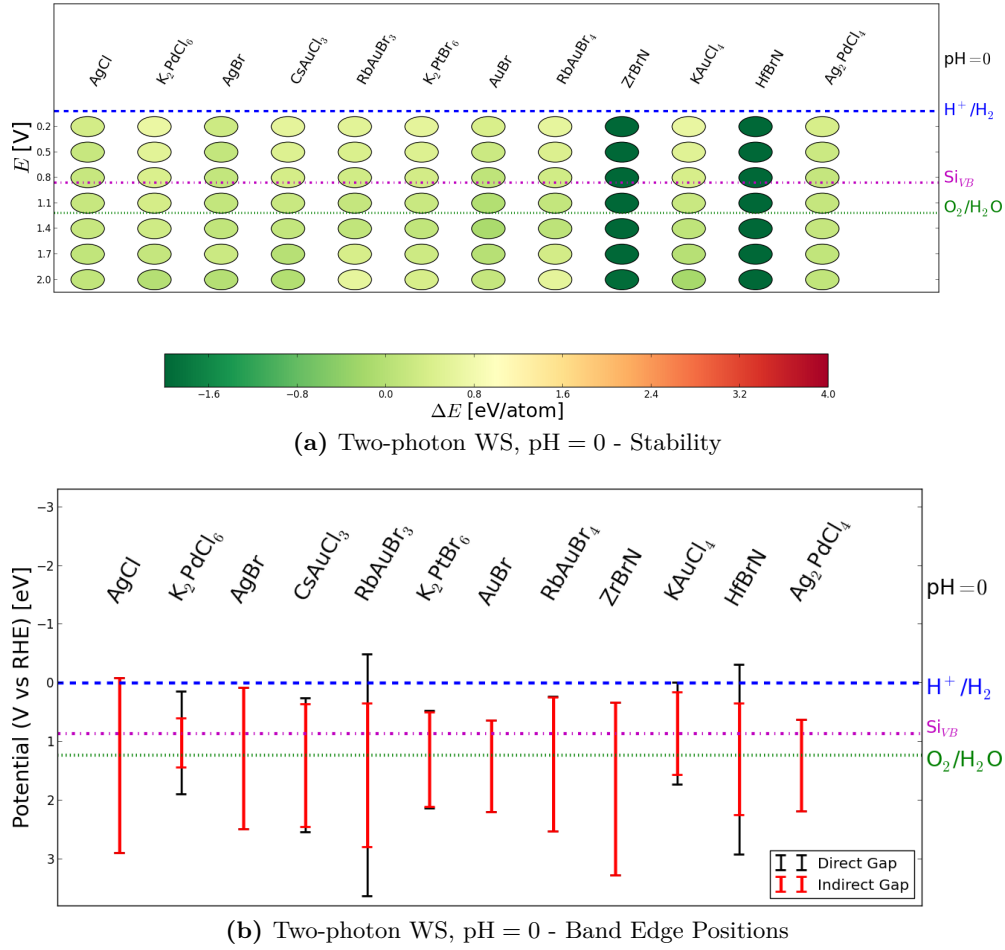 AgCl K₂PdCl₆ AgBr CsAuCl₃ RbAuBr₃ K₂PtBr₆ AuBr RbAuBr₄ ZrBrN KAuCl₄ HfBrN Ag₂PdCl₄
pH=0
H⁺/H₂
E [V]
0.2
0.5
0.8
Si_VB
1.1
O₂/H₂O
1.4
1.7
2.0
−1.6 −0.8 0.0 0.8 1.6 2.4 3.2 4.0
ΔE [eV/atom]
(a) Two-photon WS, pH = 0 - Stability
Potential (V vs RHE) [eV]
−3
−2
AgCl K₂PdCl₆ AgBr CsAuCl₃ RbAuBr₃ K₂PtBr₆ AuBr RbAuBr₄ ZrBrN KAuCl₄ HfBrN Ag₂PdCl₄
pH=0
−1
0
H⁺/H₂
Si_VB
1
O₂/H₂O
2
3
Direct Gap
Indirect Gap
(b) Two-photon WS, pH = 0 - Band Edge Positions